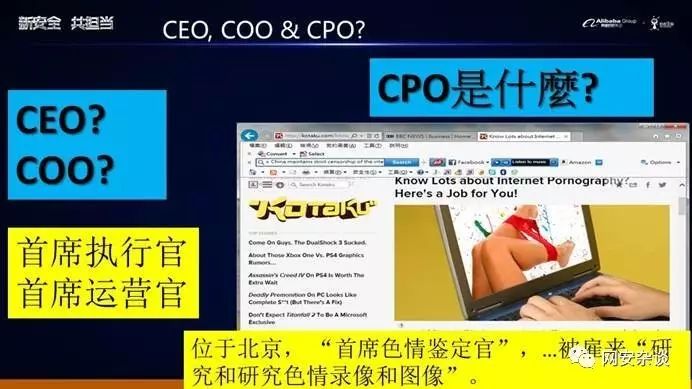 新安全 共担当
CEO, COO & CPO?
Alibaba Group
CEO?
COO?
CPO是什麼?
首席执行官
首席运营官
http://kotaku.com/
BBC NEWS | Business | Home
Know Lots about Internet ...
China maintains strict censorship of the inte
Search
Facebook
Listen to music
Amazon
Options
Kotaku
TOP STORIES
Come On Guys, The DualShock 3 Sucked.
About Those Xbox One Vs. PS4 Graphics
Rumors...
Assassin's Creed IV On PS4 Is Worth The
Extra Wait
Deadly Premonition On PC Looks Like
Complete S**t (But There's A Fix)
Don't Expect Titanfall 2 To Be A Microsoft
Exclusive
Know Lots about Internet Pornography?
Here's a Job for You!
位于北京，“首席色情鉴定官”，...被雇来“研
究和研究色情录像和图像”。
网安杂谈